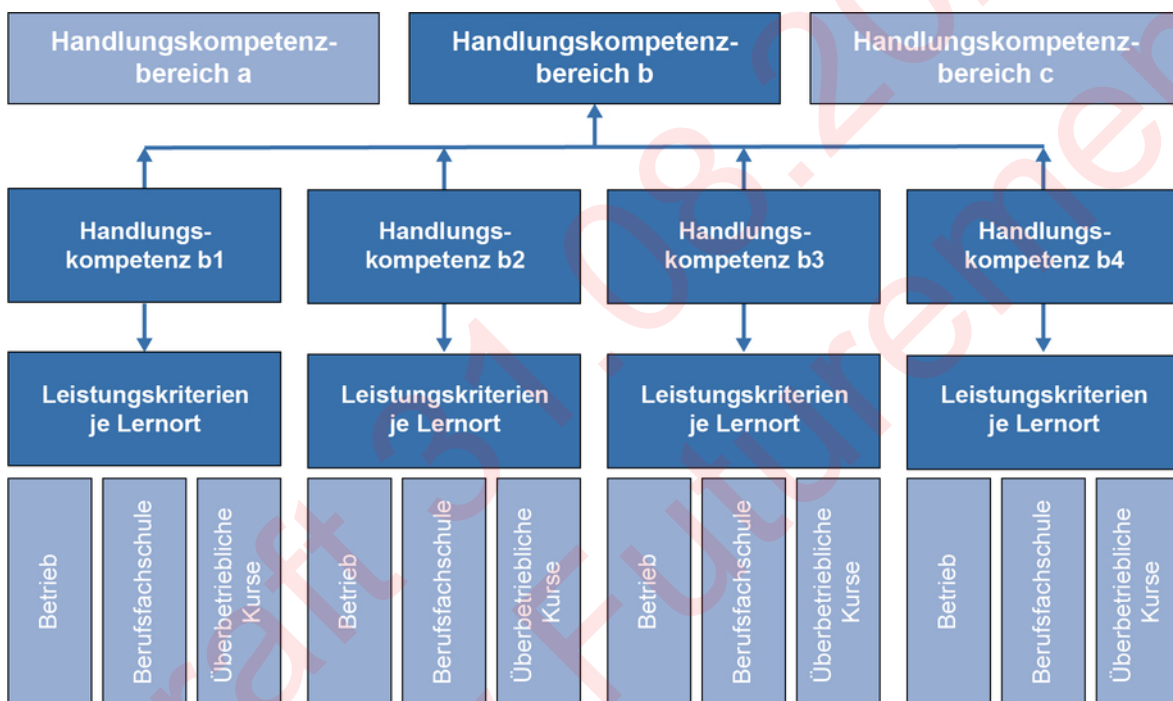 Handlungskompetenz-
bereich a
Handlungskompetenz-
bereich b
Handlungskompetenz-
bereich c
Handlungs-
kompetenz b1
Handlungs-
kompetenz b2
Handlungs-
kompetenz b3
Handlungs-
kompetenz b4
Leistungskriterien
je Lernort
Leistungskriterien
je Lernort
Leistungskriterien
je Lernort
Leistungskriterien
je Lernort
Betrieb
Berufsfachschule
Überbetriebliche
Kurse
Betrieb
Berufsfachschule
Überbetriebliche
Kurse
Betrieb
Berufsfachschule
Überbetriebliche
Kurse
Betrieb
Berufsfachschule
Überbetriebliche
Kurse